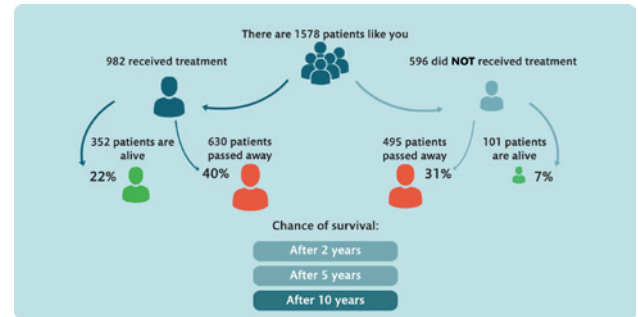 There are 1578 patients like you
982 received treatment
596 did NOT received treatment
352 patients are
alive
22%
630 patients
passed away
40%
495 patients
passed away
31%
101 patients
are alive
7%
Chance of survival:
After 2 years
After 5 years
After 10 years